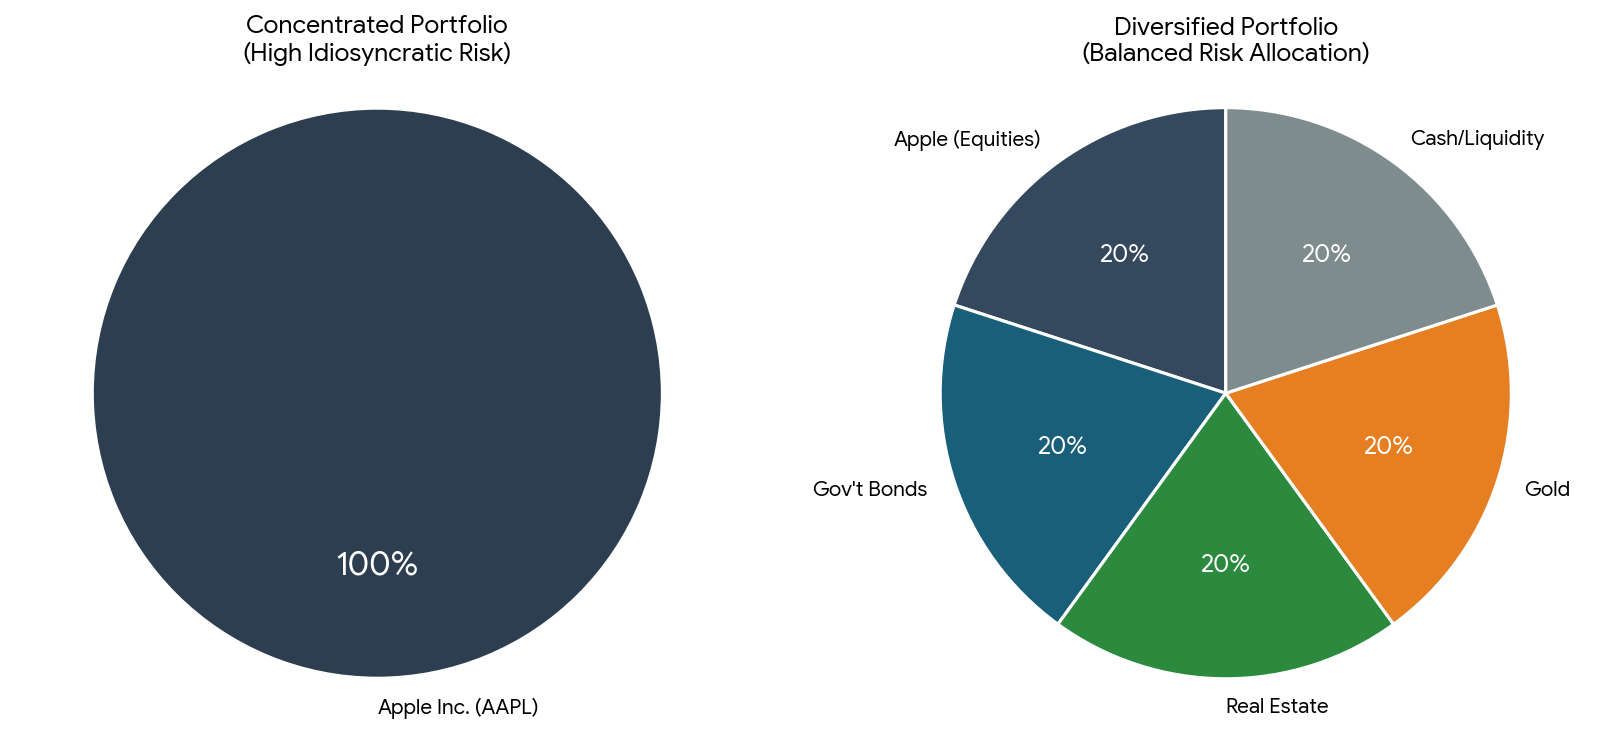 Concentrated Portfolio
(High Idiosyncratic Risk)
100%
Apple Inc. (AAPL)
Diversified Portfolio
(Balanced Risk Allocation)
Apple (Equities)
Cash/Liquidity
20%
20%
20%
20%
Gov't Bonds
Gold
20%
Real Estate